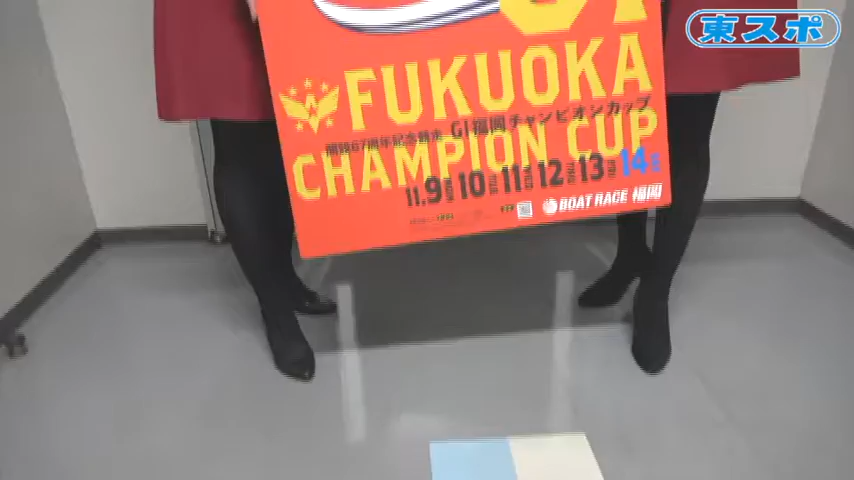 東スポ
G1
FUKUOKA
開設67周年記念競走 G1福岡チャンピオンカップ
CHAMPION CUP
11.9 10 11 12 13 14
BOAT RACE 福岡